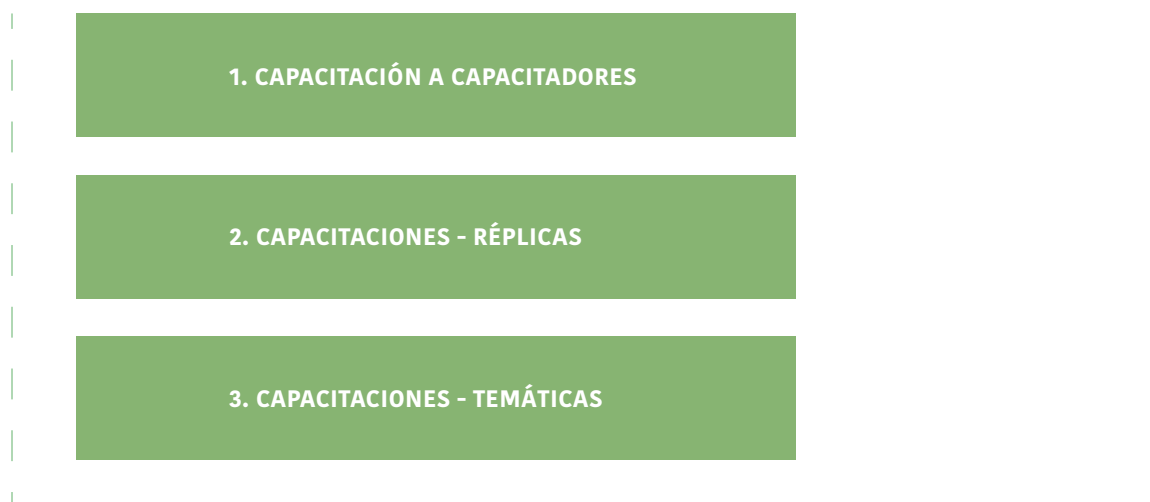 1. CAPACITACIÓN A CAPACITADORES
2. CAPACITACIONES - RÉPLICAS
3. CAPACITACIONES - TEMÁTICAS